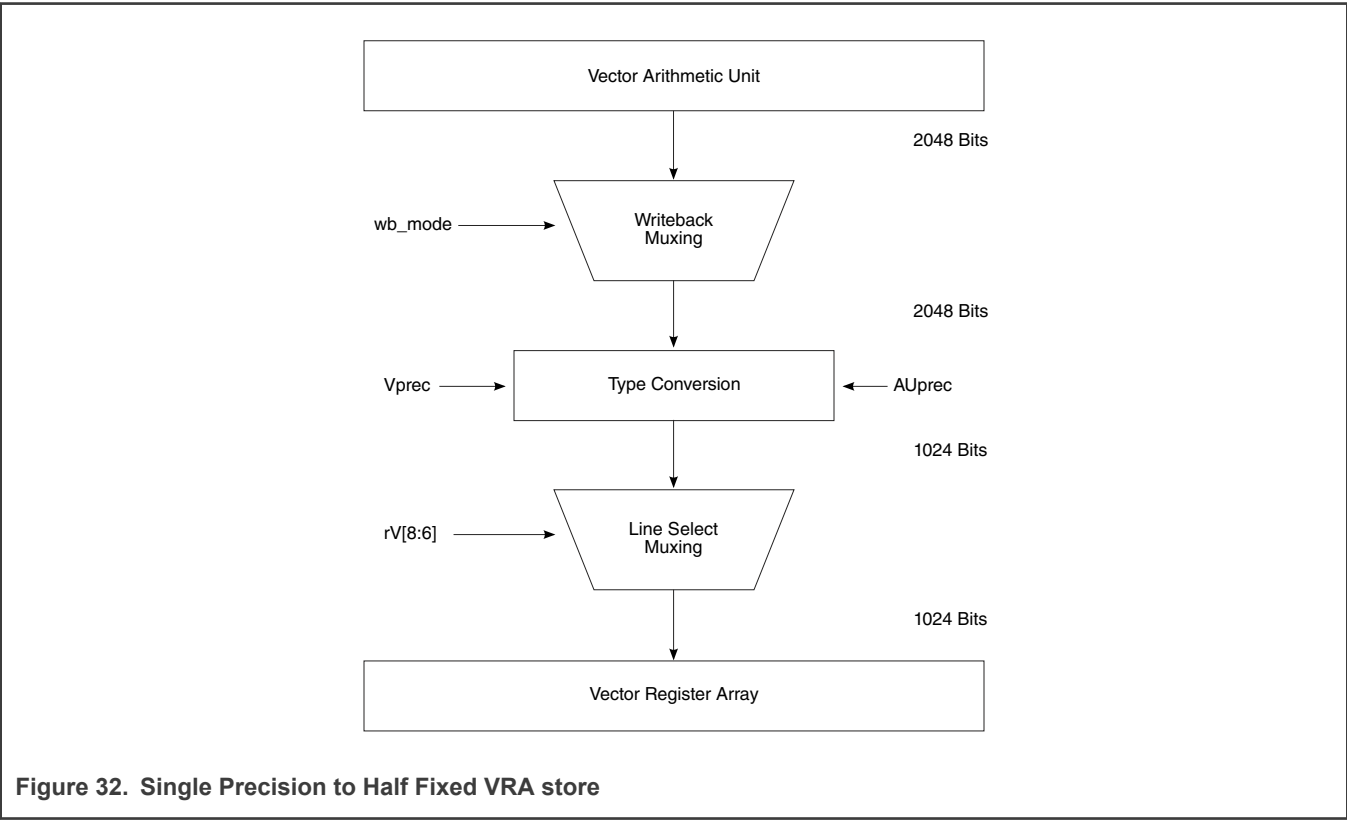 Vector Arithmetic Unit
2048 Bits
wb_mode
Writeback
Muxing
2048 Bits
Vprec
Type Conversion
AUprec
1024 Bits
rV[8:6]
Line Select
Muxing
1024 Bits
Vector Register Array
Figure 32. Single Precision to Half Fixed VRA store